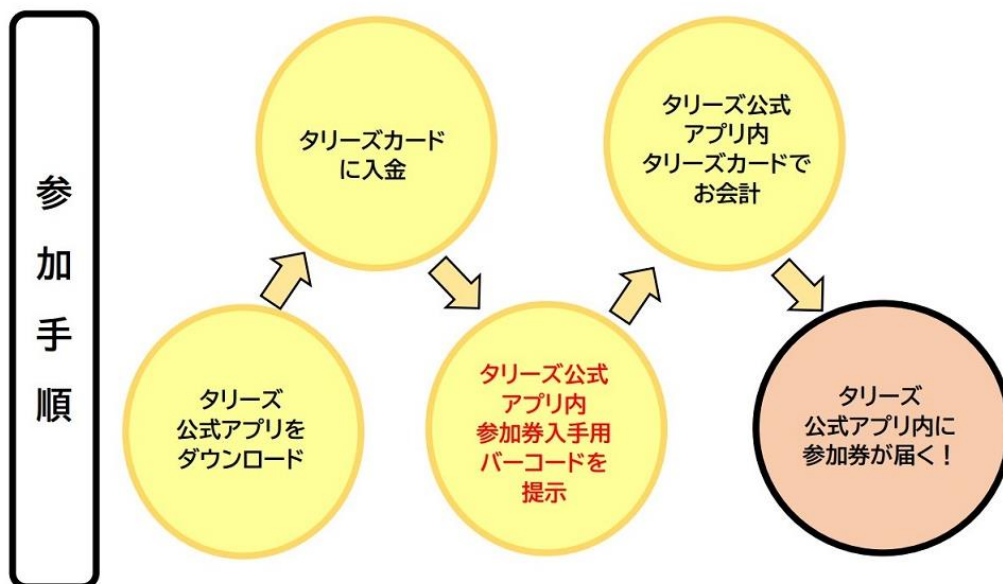 参加手順
タリーズ
公式アプリを
ダウンロード
タリーズカード
に入金
タリーズ公式
アプリ内
参加券入手用
バーコードを
提示
タリーズ公式
アプリ内
タリーズカードで
お会計
タリーズ
公式アプリ内に
参加券が届く！